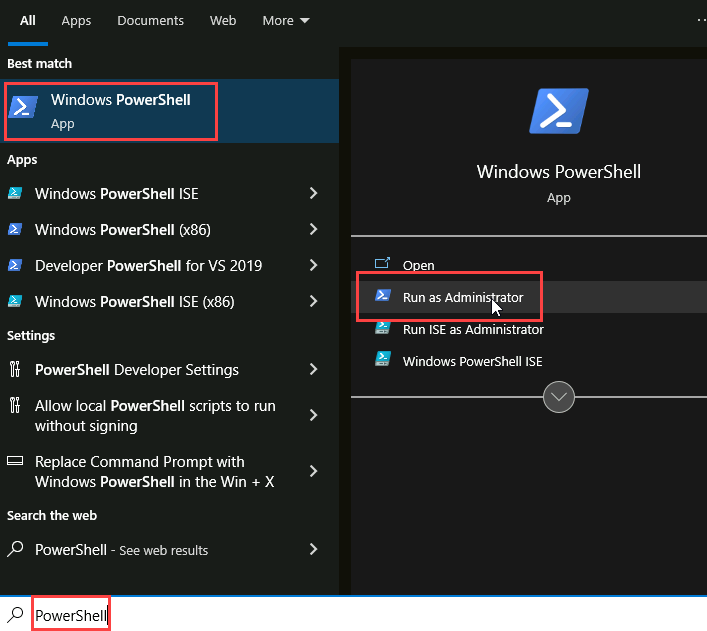 All Apps Documents Web More
Best match
Windows PowerShell
App
Apps
Windows PowerShell ISE
Windows PowerShell (x86)
Developer PowerShell for VS 2019
Windows PowerShell ISE (x86)
Settings
PowerShell Developer Settings
Allow local PowerShell scripts to run
without signing
Replace Command Prompt with
Windows PowerShell in the Win + X
Search the web
PowerShell - See web results
Windows PowerShell
App
Open
Run as Administrator
Run ISE as Administrator
Windows PowerShell ISE
PowerShell